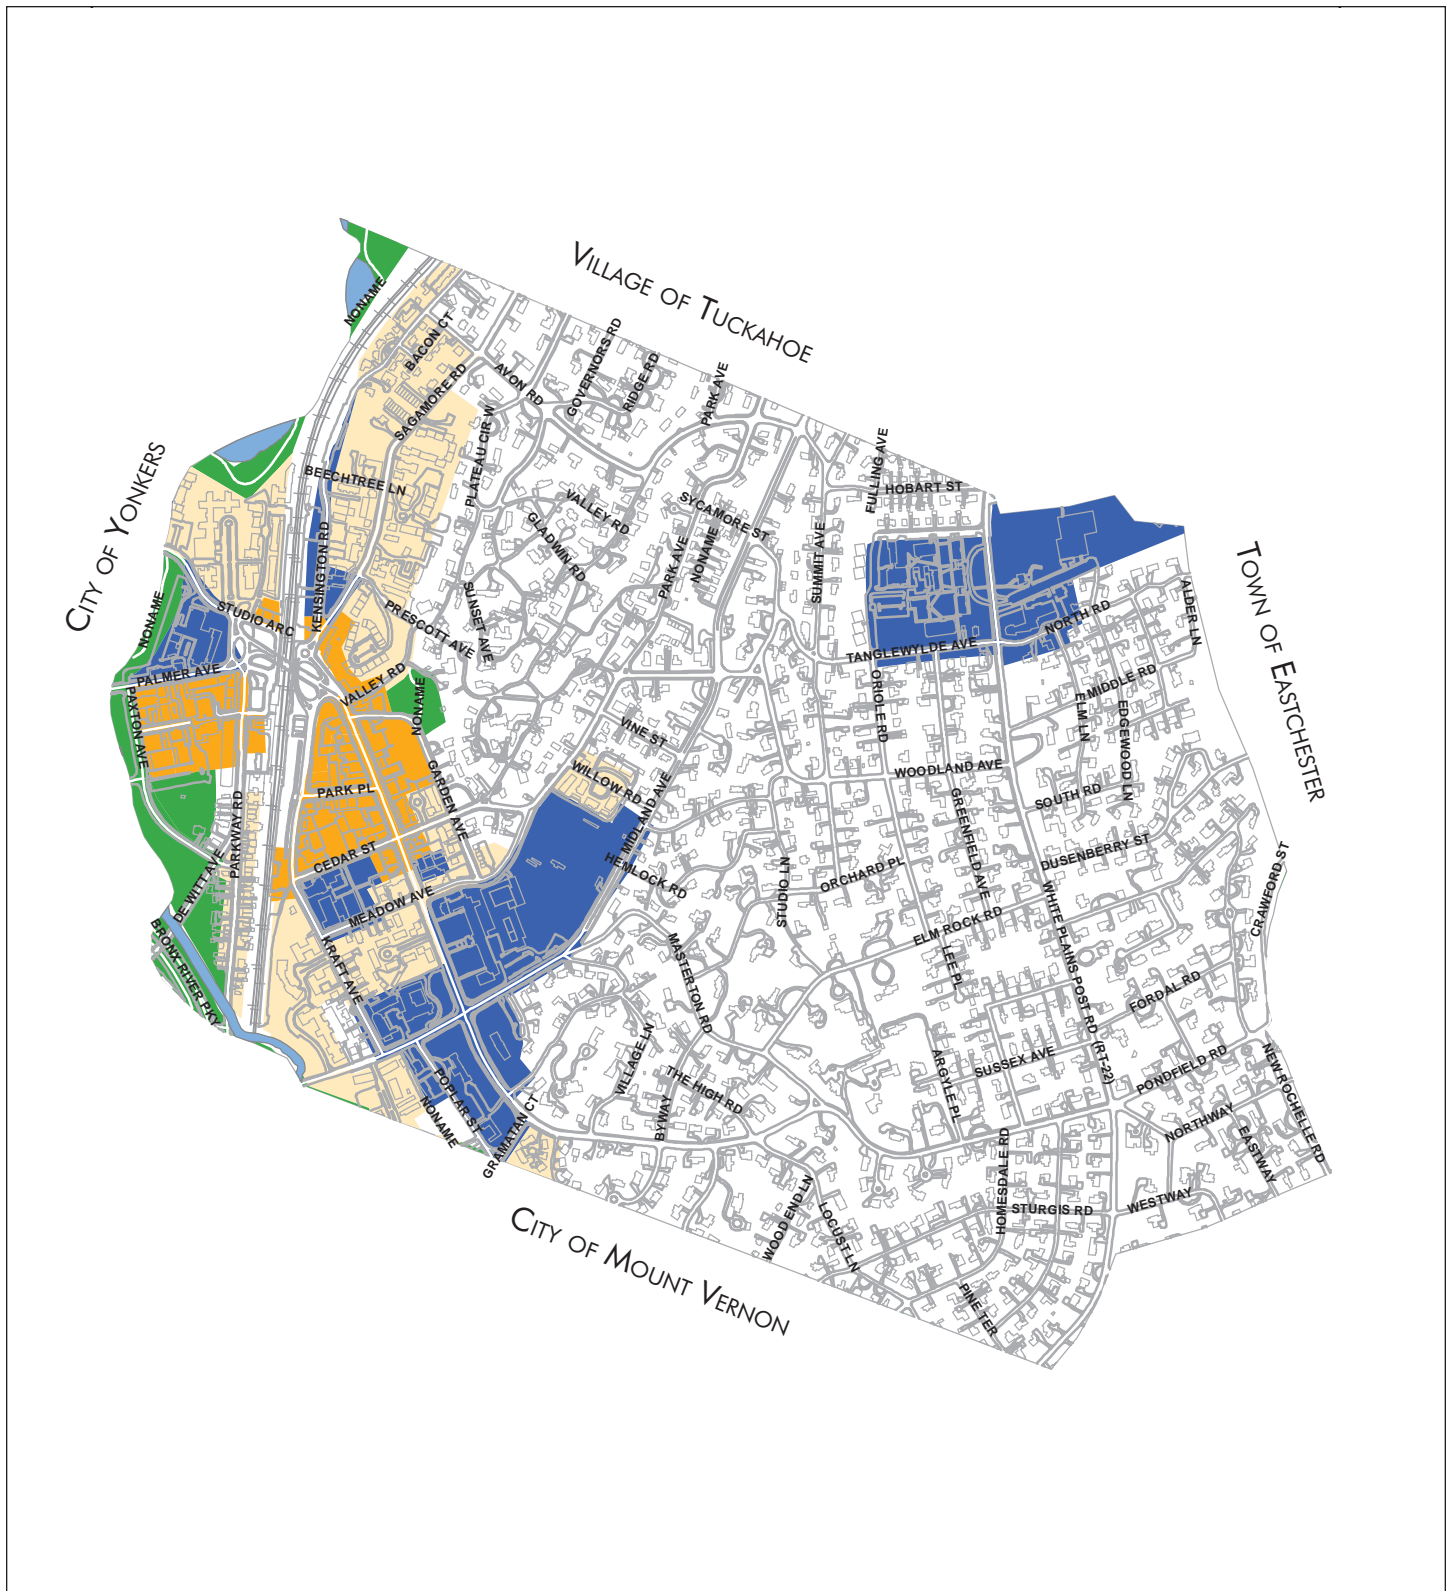 VILLAGE OF TUCKAHOE
CITY OF YONKERS
TOWN OF EASTCHESTER
CITY OF MOUNT VERNON
NONAME
BACON CT
SAGAMORE RD
AVON RD
GOVERNORS RD
RIDGE RD
PARK AVE
PLATEAU CIR W
BEECHTREE LN
KENSINGTON RD
VALLEY RD
GLADWIN RD
SYCAMORE ST
PARK AVE
NONAME
SUMMIT AVE
FULLING AVE
HOBART ST
NONAME
STUDIO ARC
PRESCOTT AVE
SUNSET AVE
TANGLEWYLDE AVE
NORTH RD
ALDER LN
PALMER AVE
PAXTON AVE
VALLEY RD
NONAME
ORIOLE RD
E MIDDLE RD
ELM LN
EDGEWOOD LN
VINE ST
WILLOW RD
MIDLAND AVE
WOODLAND AVE
GREENFIELD AVE
SOUTH RD
PARK PL
GARDEN AVE
PARKWAY RD
CEDAR ST
HEMLOCK RD
STUDIO LN
ORCHARD PL
DUSENBERRY ST
CRAWFORD ST
DE WITT AVE
MEADOW AVE
BRONX RIVER PKY
KRAFT AVE
MASTERTON RD
ELM ROCK RD
LEE PL
WHITE PLAINS POST RD (RT-22)
FORDAL RD
VILLAGE LN
THE HIGH RD
BYWAY
ARGYLE PL
SUSSEX AVE
PONDFIELD RD
NEW ROCHELLE RD
POPLAR ST
NONAME
GRAMATAN CT
NORTHWAY
EASTWAY
WESTWAY
WOOD END LN
LOCUST LN
HOMESDALE RD
STURGIS RD
PINE TER